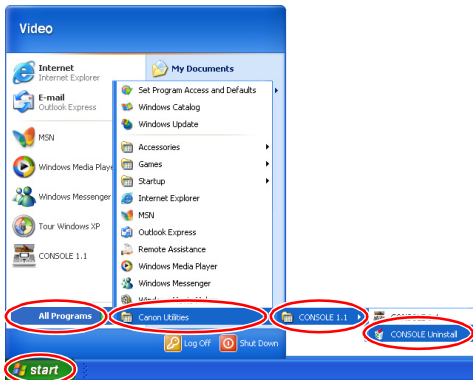 Video
Internet
Internet Explorer
E-mail
Outlook Express
MSN
Windows Media Playe
Windows Messenger
Tour Windows XP
CONSOLE 1.1
All Programs
My Documents
Set Program Access and Defaults
Windows Catalog
Windows Update
Accessories
Games
Startup
Internet Explorer
MSN
Outlook Express
Remote Assistance
Windows Media Player
Windows Messenger
Canon Utilities
CONSOLE 1.1
CONSOLE Uninstall
Log Off
Shut Down
start